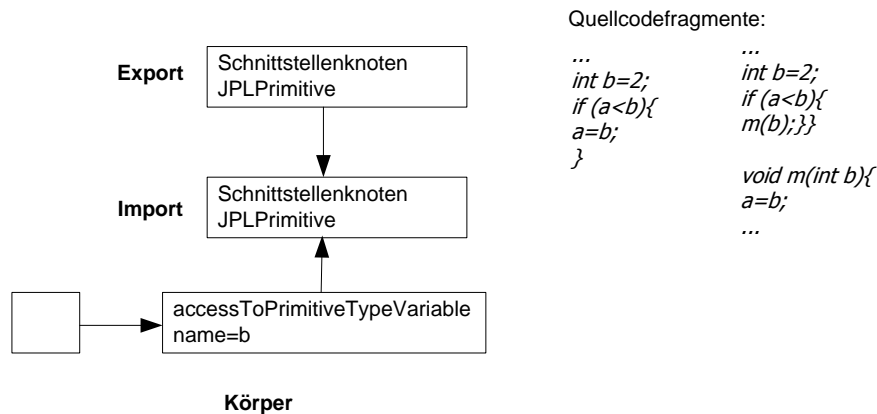 Export
Schnittstellenknoten
JPLPrimitive
Import
Schnittstellenknoten
JPLPrimitive
accessToPrimitiveTypeVariable
name=b
Körper
Quellcodefragmente:
...
int b=2;
if (a<b){
a=b;
}
...
int b=2;
if (a<b){
m(b);}}
void m(int b){
a=b;
...